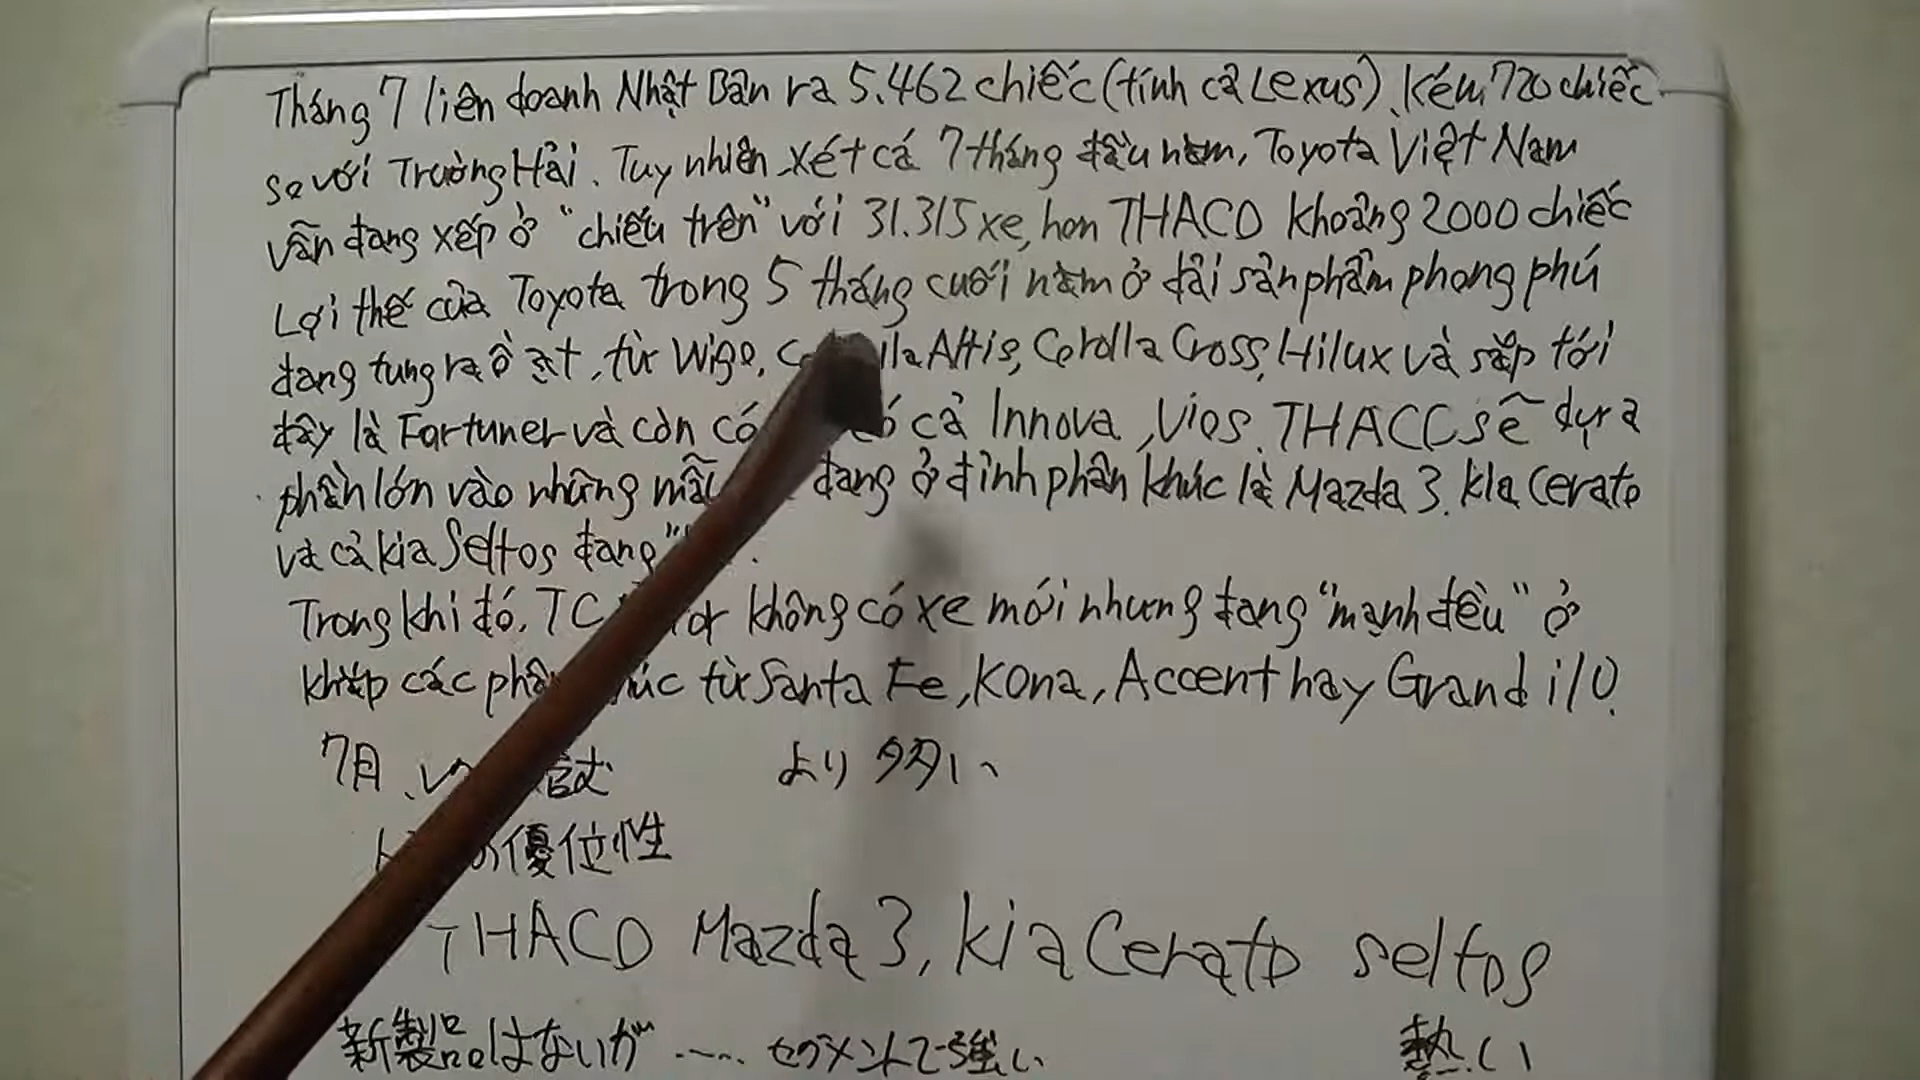 Tháng 7 liên doanh Nhật Bản ra 5.462 chiếc (tính cả Lexus). Kém 720 chiếc
so với Trường Hải. Tuy nhiên xét cá 7 tháng đầu năm, Toyota Việt Nam
vẫn đang xếp ở "chiếu trên" với 31.315 xe, hơn THACO khoảng 2000 chiếc
Lợi thế của Toyota trong 5 tháng cuối năm ở dải sản phẩm phong phú
đang tung ra ồ ạt, từ Wigo, Altis, Corolla Cross, Hilux và sắp tới
đây là Fortuner và còn có cả Innova, Vios. THACO sẽ dựa
phần lớn vào những đang ở đỉnh phân khúc là Mazda 3, Kia Cerato
và cả Kia Seltos đang "
Trong khi đó, TC không có xe mới nhưng đang "mạnh đều" ở
khắp các từ Santa Fe, Kona, Accent hay Grand i10.
7月、 含む より多い
の優位性
THACO Mazda 3, Kia Cerato seltos
新製品はないが ..... セグメントで強い 熱い